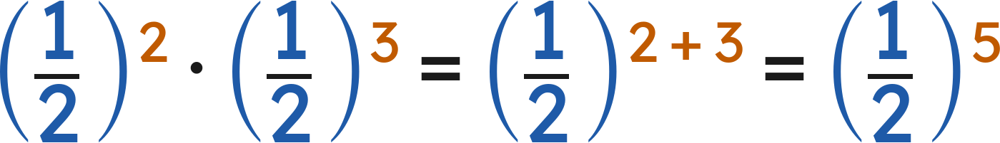 (1/2)² · (1/2)³ = (1/2)²⁺³ = (1/2)⁵